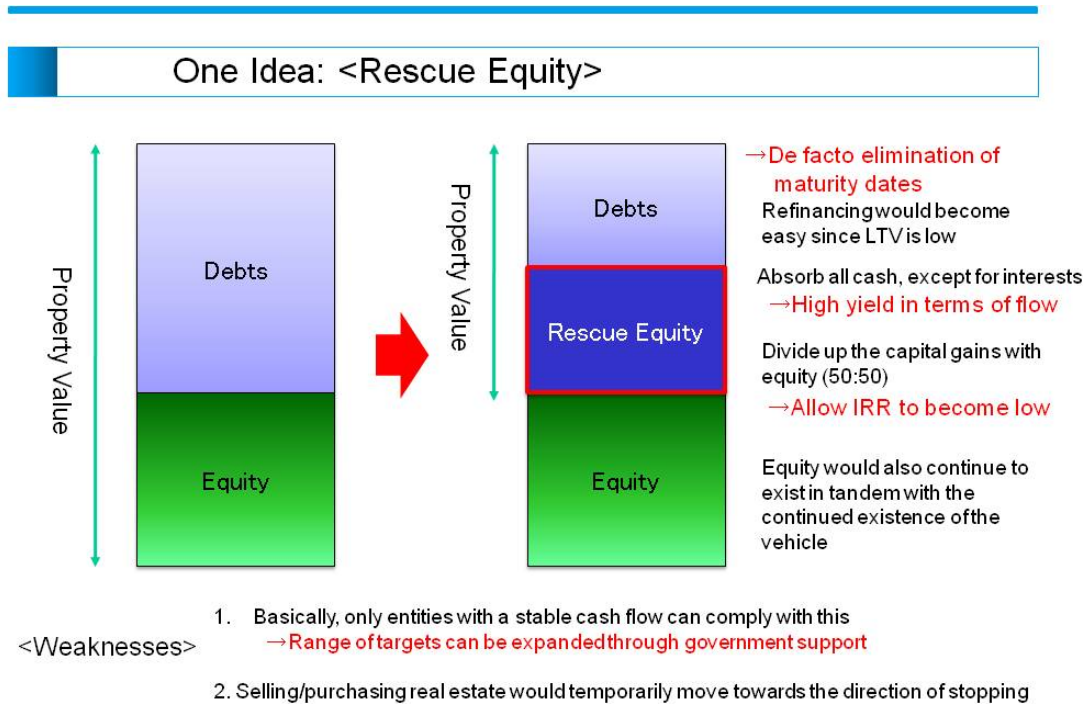 One Idea: <Rescue Equity>
Property Value
Debts
Equity
Property Value
Debts
Rescue Equity
Equity
→De facto elimination of
maturity dates
Refinancing would become
easy since LTV is low
Absorb all cash, except for interests
→High yield in terms of flow
Divide up the capital gains with
equity (50:50)
→Allow IRR to become low
Equity would also continue to
exist in tandem with the
continued existence of the
vehicle
<Weaknesses>
1. Basically, only entities with a stable cash flow can comply with this
→Range of targets can be expanded through government support
2. Selling/purchasing real estate would temporarily move towards the direction of stopping